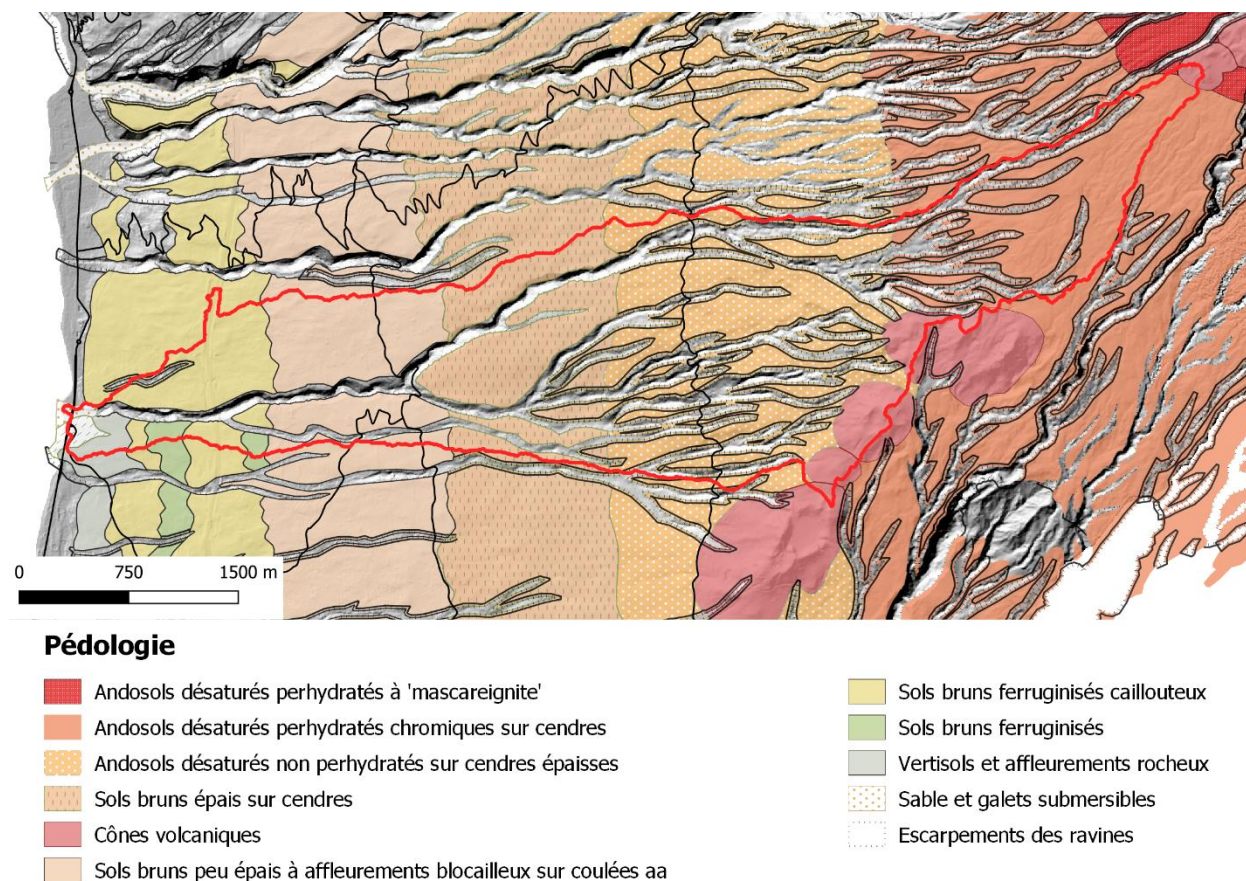 0 750 1500 m
Pédologie
Andosols désaturés perhydratés à 'mascareignite'
Andosols désaturés perhydratés chromiques sur cendres
Andosols désaturés non perhydratés sur cendres épaisses
Sols bruns épais sur cendres
Cônes volcaniques
Sols bruns peu épais à affleurements blocailleux sur coulées aa
Sols bruns ferruginisés caillouteux
Sols bruns ferruginisés
Vertisols et affleurements rocheux
Sable et galets submersibles
Escarpements des ravines